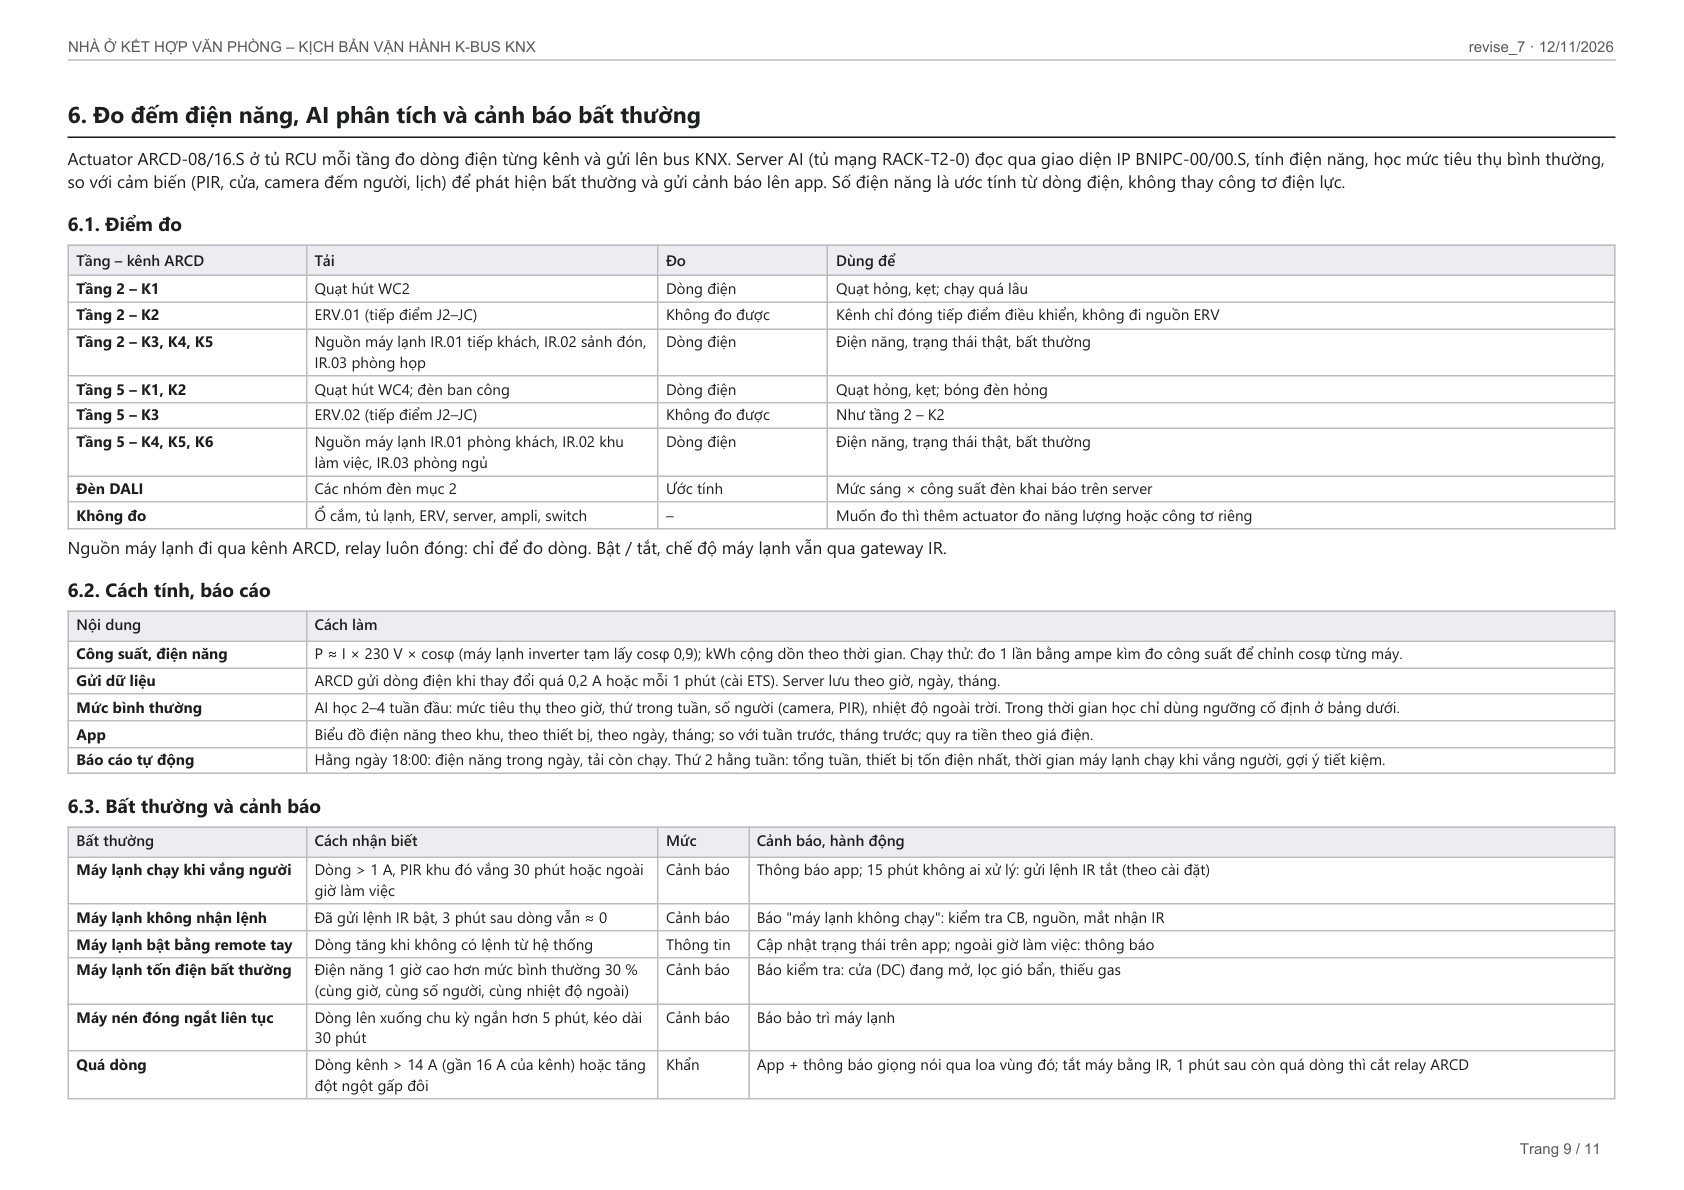 NHÀ Ở KẾT HỢP VĂN PHÒNG – KỊCH BẢN VẬN HÀNH K-BUS KNX
revise_7 · 12/11/2026
6. Đo đếm điện năng, AI phân tích và cảnh báo bất thường
Actuator ARCD-08/16.S ở tủ RCU mỗi tầng đo dòng điện từng kênh và gửi lên bus KNX. Server AI (tủ mạng RACK-T2-0) đọc qua giao diện IP BNIPC-00/00.S, tính điện năng, học mức tiêu thụ bình thường,
so với cảm biến (PIR, cửa, camera đếm người, lịch) để phát hiện bất thường và gửi cảnh báo lên app. Số điện năng là ước tính từ dòng điện, không thay công tơ điện lực.
6.1. Điểm đo
Tầng – kênh ARCD
Tải
Đo
Dùng để
Tầng 2 – K1
Quạt hút WC2
Dòng điện
Quạt hỏng, kẹt; chạy quá lâu
Tầng 2 – K2
ERV.01 (tiếp điểm J2–JC)
Không đo được
Kênh chỉ đóng tiếp điểm điều khiển, không đi nguồn ERV
Tầng 2 – K3, K4, K5
Nguồn máy lạnh IR.01 tiếp khách, IR.02 sảnh đón,
IR.03 phòng họp
Dòng điện
Điện năng, trạng thái thật, bất thường
Tầng 5 – K1, K2
Quạt hút WC4; đèn ban công
Dòng điện
Quạt hỏng, kẹt; bóng đèn hỏng
Tầng 5 – K3
ERV.02 (tiếp điểm J2–JC)
Không đo được
Như tầng 2 – K2
Tầng 5 – K4, K5, K6
Nguồn máy lạnh IR.01 phòng khách, IR.02 khu
làm việc, IR.03 phòng ngủ
Dòng điện
Điện năng, trạng thái thật, bất thường
Đèn DALI
Các nhóm đèn mục 2
Ước tính
Mức sáng × công suất đèn khai báo trên server
Không đo
Ổ cắm, tủ lạnh, ERV, server, ampli, switch
–
Muốn đo thì thêm actuator đo năng lượng hoặc công tơ riêng
Nguồn máy lạnh đi qua kênh ARCD, relay luôn đóng: chỉ để đo dòng. Bật / tắt, chế độ máy lạnh vẫn qua gateway IR.
6.2. Cách tính, báo cáo
Nội dung
Cách làm
Công suất, điện năng
P ≈ I × 230 V × cosφ (máy lạnh inverter tạm lấy cosφ 0,9); kWh cộng dồn theo thời gian. Chạy thử: đo 1 lần bằng ampe kìm đo công suất để chỉnh cosφ từng máy.
Gửi dữ liệu
ARCD gửi dòng điện khi thay đổi quá 0,2 A hoặc mỗi 1 phút (cài ETS). Server lưu theo giờ, ngày, tháng.
Mức bình thường
AI học 2–4 tuần đầu: mức tiêu thụ theo giờ, thứ trong tuần, số người (camera, PIR), nhiệt độ ngoài trời. Trong thời gian học chỉ dùng ngưỡng cố định ở bảng dưới.
App
Biểu đồ điện năng theo khu, theo thiết bị, theo ngày, tháng; so với tuần trước, tháng trước; quy ra tiền theo giá điện.
Báo cáo tự động
Hằng ngày 18:00: điện năng trong ngày, tải còn chạy. Thứ 2 hằng tuần: tổng tuần, thiết bị tốn điện nhất, thời gian máy lạnh chạy khi vắng người, gợi ý tiết kiệm.
6.3. Bất thường và cảnh báo
Bất thường
Cách nhận biết
Mức
Cảnh báo, hành động
Máy lạnh chạy khi vắng người
Dòng > 1 A, PIR khu đó vắng 30 phút hoặc ngoài
giờ làm việc
Cảnh báo
Thông báo app; 15 phút không ai xử lý: gửi lệnh IR tắt (theo cài đặt)
Máy lạnh không nhận lệnh
Đã gửi lệnh IR bật, 3 phút sau dòng vẫn ≈ 0
Cảnh báo
Báo "máy lạnh không chạy": kiểm tra CB, nguồn, mắt nhận IR
Máy lạnh bật bằng remote tay
Dòng tăng khi không có lệnh từ hệ thống
Thông tin
Cập nhật trạng thái trên app; ngoài giờ làm việc: thông báo
Máy lạnh tốn điện bất thường
Điện năng 1 giờ cao hơn mức bình thường 30 %
(cùng giờ, cùng số người, cùng nhiệt độ ngoài)
Cảnh báo
Báo kiểm tra: cửa (DC) đang mở, lọc gió bẩn, thiếu gas
Máy nén đóng ngắt liên tục
Dòng lên xuống chu kỳ ngắn hơn 5 phút, kéo dài
30 phút
Cảnh báo
Báo bảo trì máy lạnh
Quá dòng
Dòng kênh > 14 A (gần 16 A của kênh) hoặc tăng
đột ngột gấp đôi
Khẩn
App + thông báo giọng nói qua loa vùng đó; tắt máy bằng IR, 1 phút sau còn quá dòng thì cắt relay ARCD
Trang 9 / 11